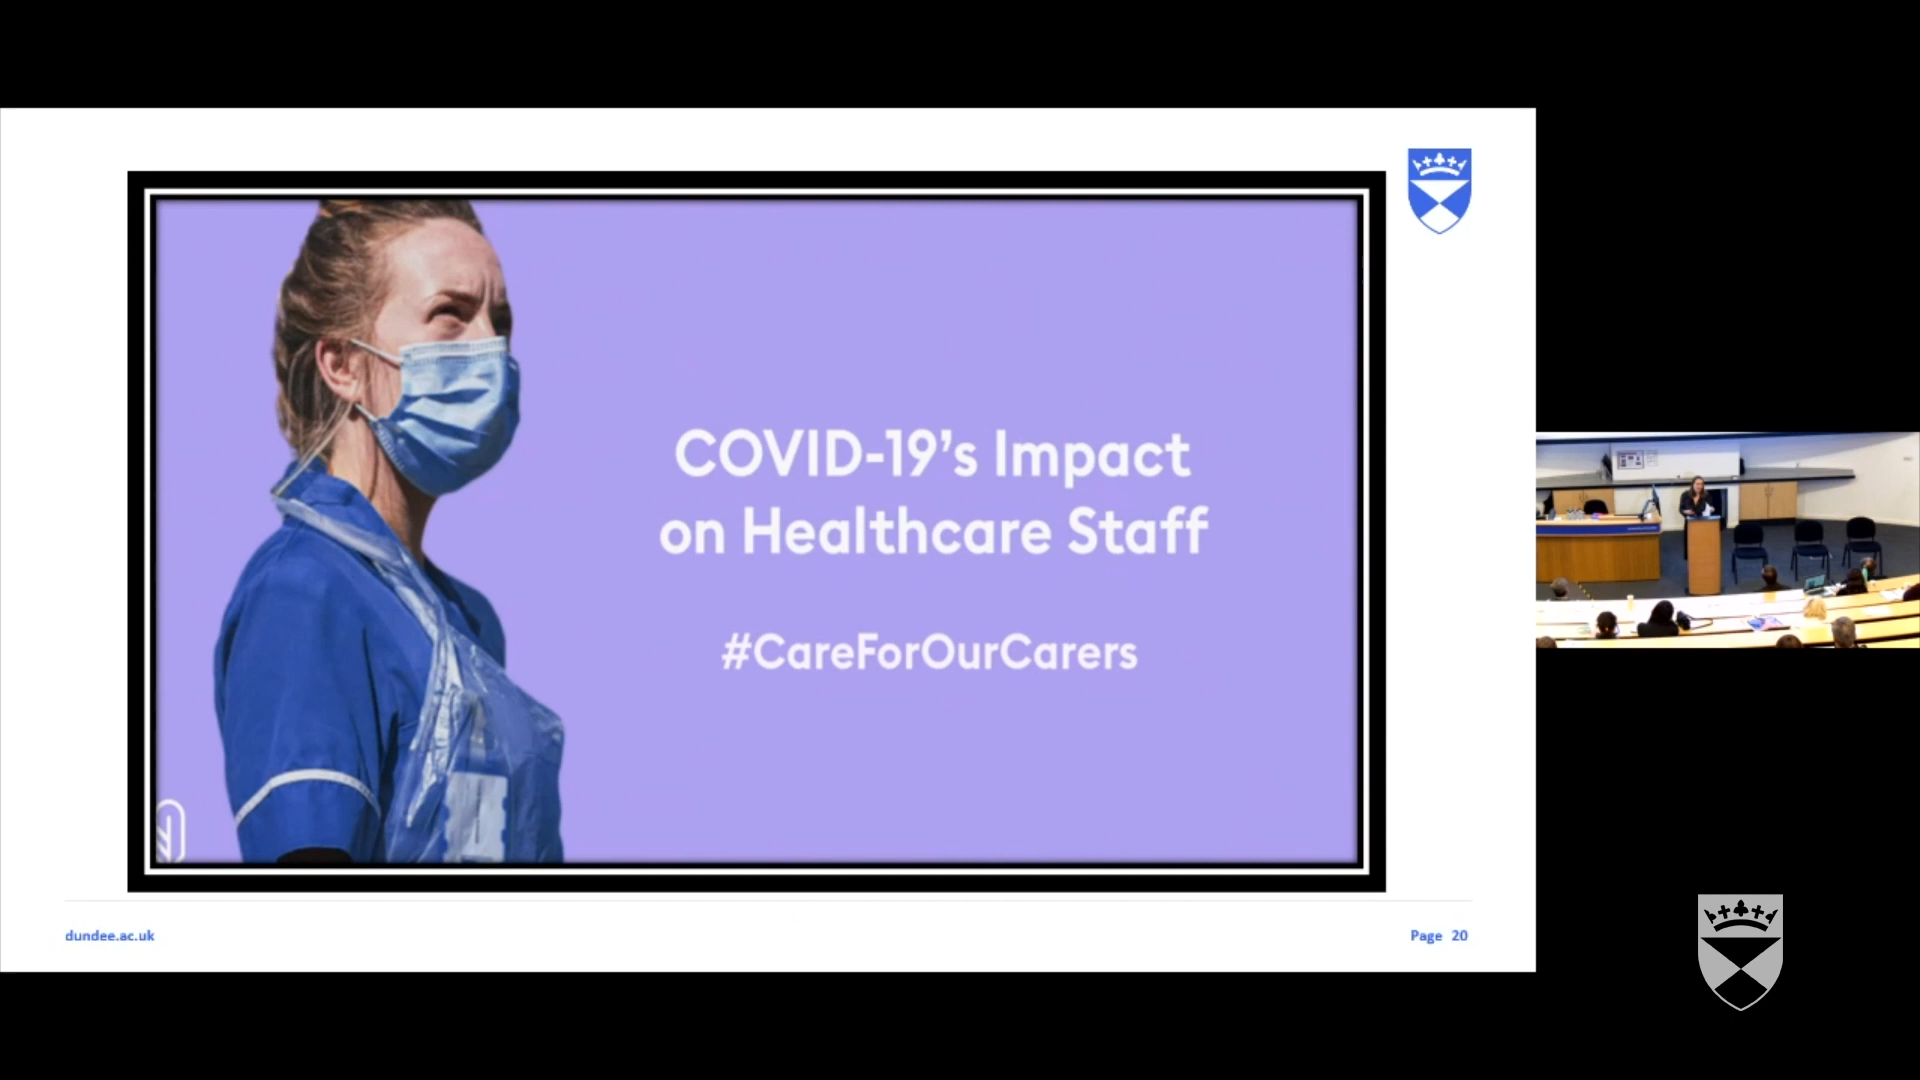 COVID-19’s Impact
on Healthcare Staff
#CareForOurCarers
dundee.ac.uk
Page 20